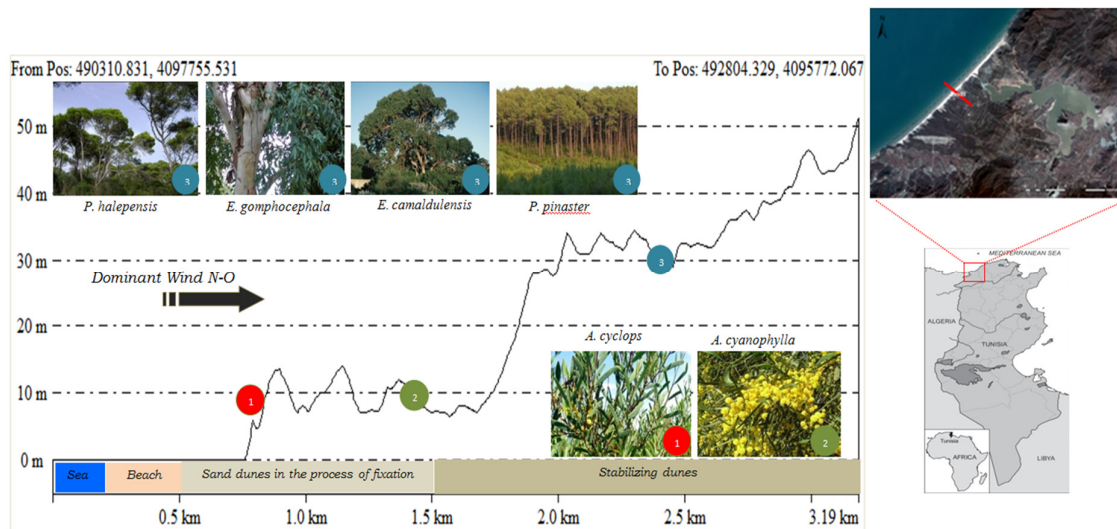 From Pos: 490310.831, 4097755.531
To Pos: 492804.329, 4095772.067
50 m
3
3
3
3
P. halepensis
E. gomphocephala
E. camaldulensis
P. pinaster
40 m
30 m
3
Dominant Wind N-O
20 m
A. cyclops
A. cyanophylla
10 m
1
2
1
2
0 m
Sea
Beach
Sand dunes in the process of fixation
Stabilizing dunes
0.5 km
1.0 km
1.5 km
2.0 km
2.5 km
3.19 km
MEDITERRANEAN SEA
ALGERIA
TUNISIA
Tunisie
AFRICA
LIBYA